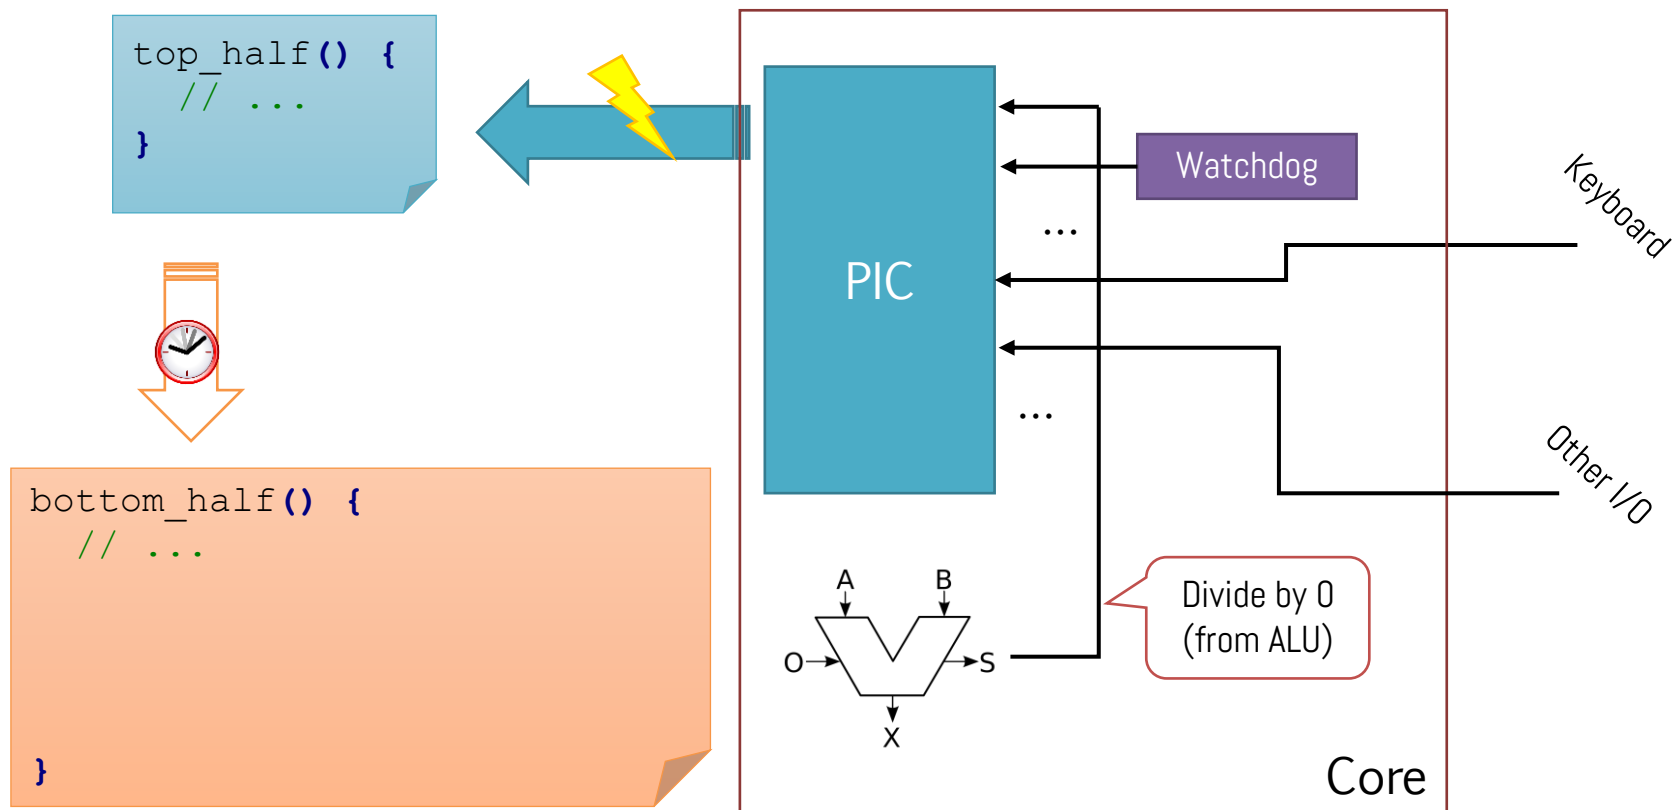 top_half() {
  // ...
}
bottom_half() {
  // ...
}
PIC
Watchdog
...
...
Keyboard
Other I/O
Divide by 0
(from ALU)
A
B
O
S
X
Core